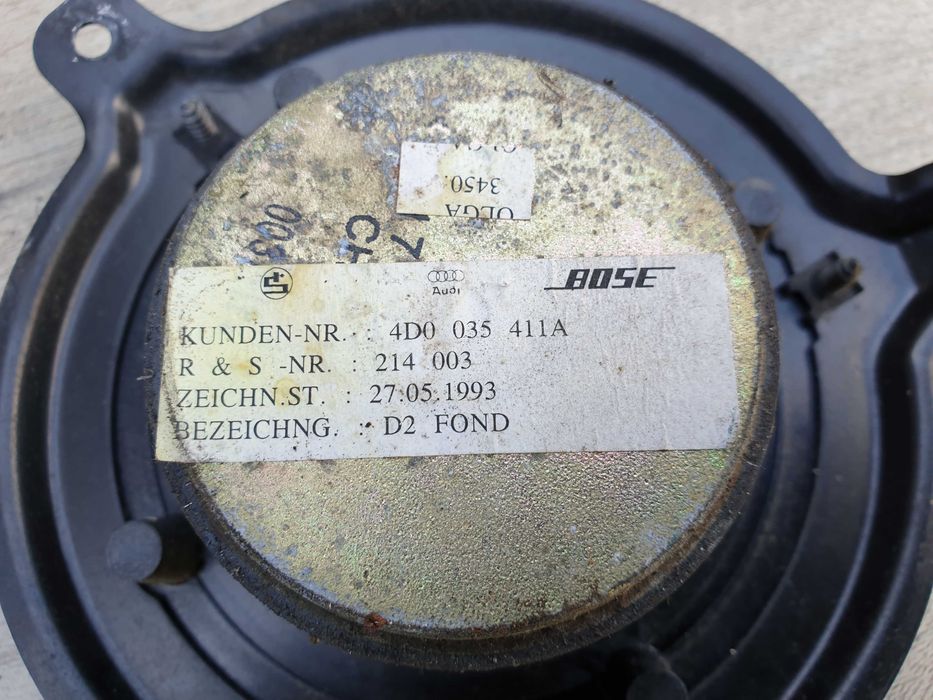 3450.
OLGA
Audi
BOSE
KUNDEN-NR. : 4D0 035 411A
R & S -NR. : 214 003
ZEICHN.ST. : 27.05.1993
BEZEICHNG. : D2 FOND